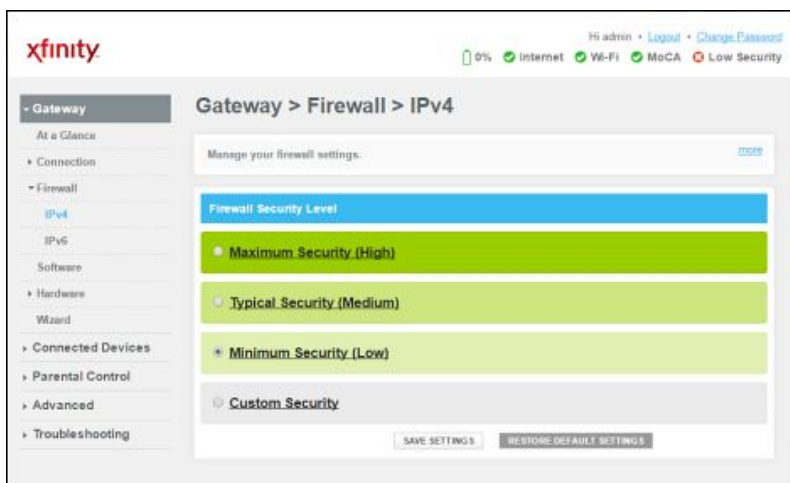 xfinity
Hi admin • Logout • Change Password
0% Internet Wi-Fi MoCA Low Security
Gateway
At a Glance
Connection
Firewall
IPv4
IPv6
Software
Hardware
Wizard
Connected Devices
Parental Control
Advanced
Troubleshooting
Gateway > Firewall > IPv4
Manage your firewall settings.
more
Firewall Security Level
Maximum Security (High)
Typical Security (Medium)
Minimum Security (Low)
Custom Security
SAVE SETTINGS
RESTORE DEFAULT SETTINGS